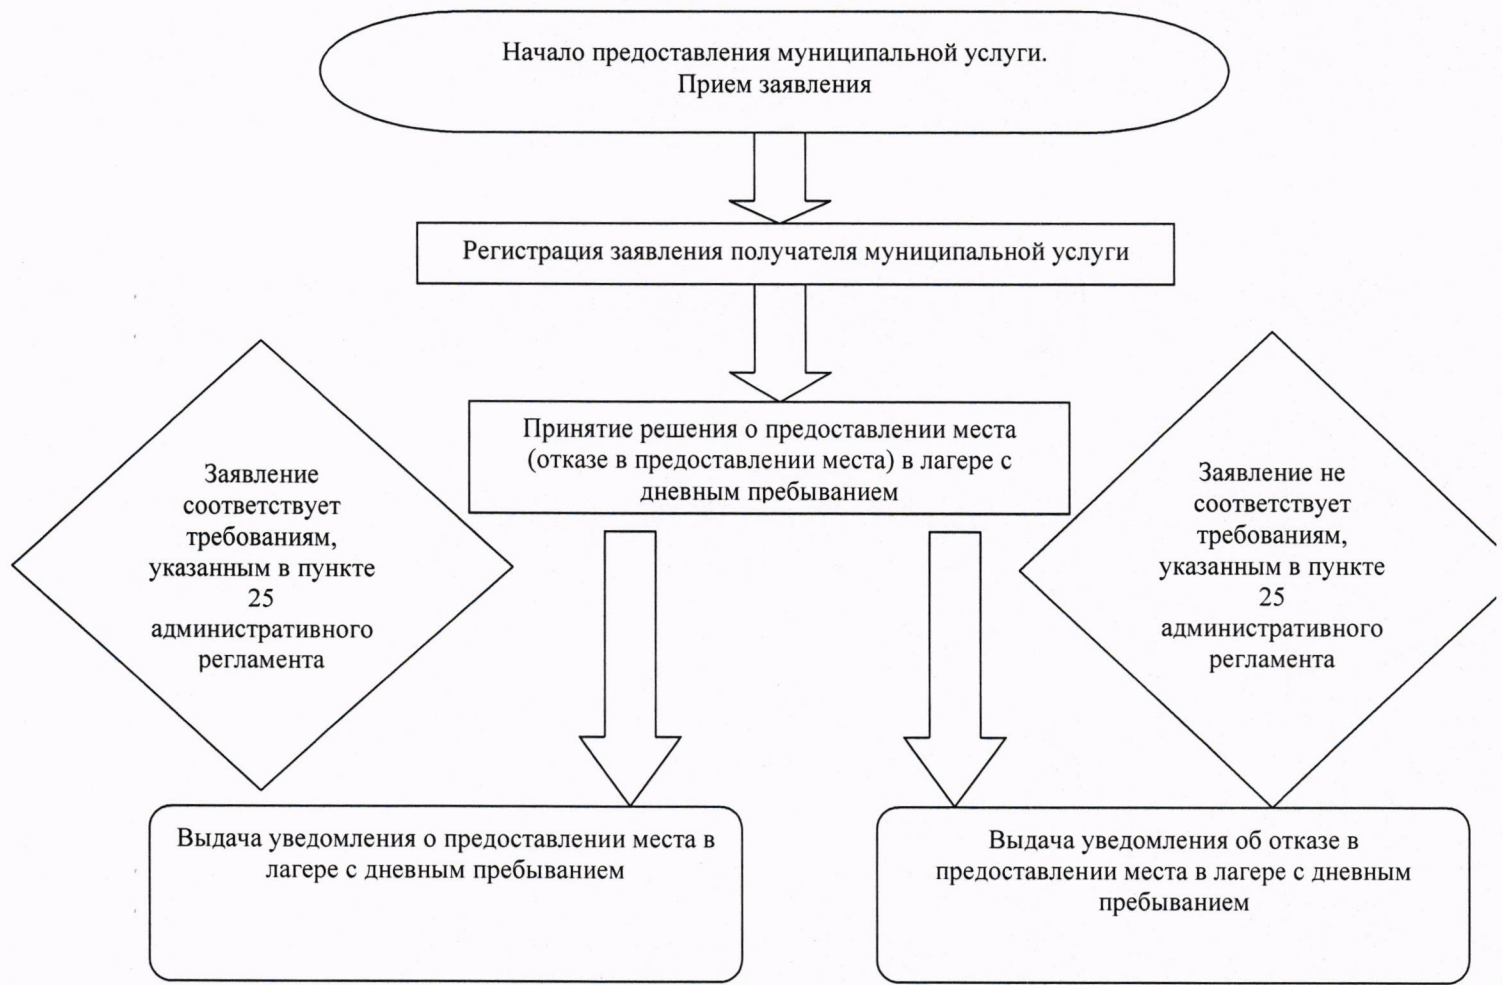 Начало предоставления муниципальной услуги.
Прием заявления
Регистрация заявления получателя муниципальной услуги
Принятие решения о предоставлении места
(отказе в предоставлении места) в лагере с
дневным пребыванием
Заявление
соответствует
требованиям,
указанным в пункте
25
административного
регламента
Заявление не
соответствует
требованиям,
указанным в пункте
25
административного
регламента
Выдача уведомления о предоставлении места в
лагере с дневным пребыванием
Выдача уведомления об отказе в
предоставлении места в лагере с дневным
пребыванием